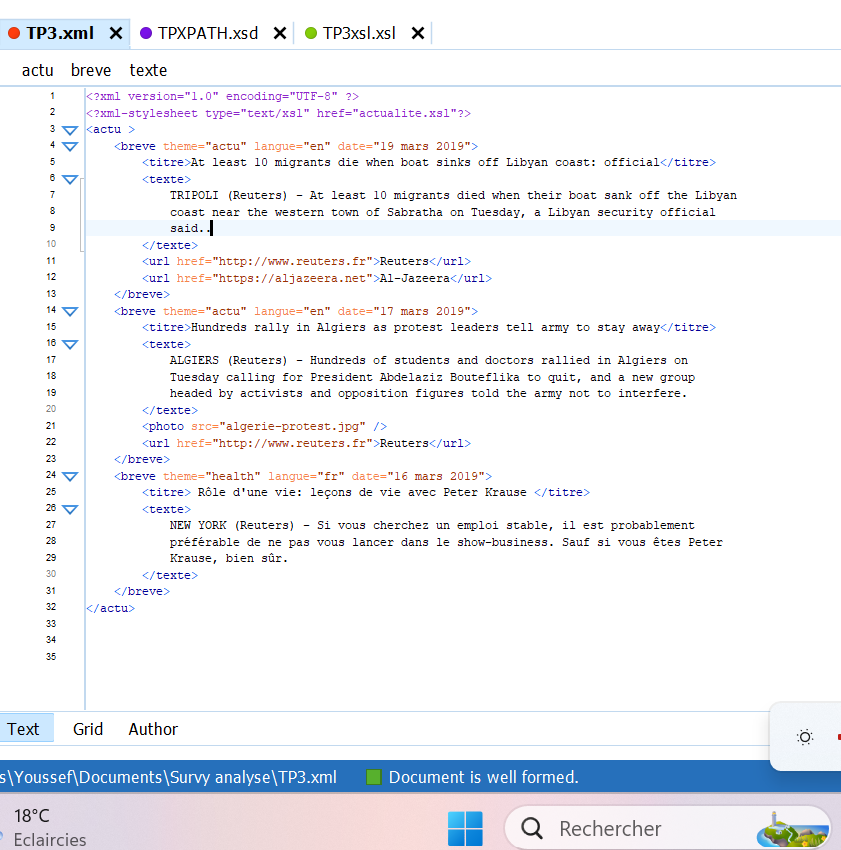 TP3.xml × TPXPATH.xsd × TP3xsl.xsl ×
actu breve texte
1 <?xml version="1.0" encoding="UTF-8" ?>
2 <?xml-stylesheet type="text/xsl" href="actualite.xsl"?>
3 <actu >
4 <breve theme="actu" langue="en" date="19 mars 2019">
5 <titre>At least 10 migrants die when boat sinks off Libyan coast: official</titre>
6 <texte>
7 TRIPOLI (Reuters) - At least 10 migrants died when their boat sank off the Libyan
8 coast near the western town of Sabratha on Tuesday, a Libyan security official
9 said..
10 </texte>
11 <url href="http://www.reuters.fr">Reuters</url>
12 <url href="https://aljazeera.net">Al-Jazeera</url>
13 </breve>
14 <breve theme="actu" langue="en" date="17 mars 2019">
15 <titre>Hundreds rally in Algiers as protest leaders tell army to stay away</titre>
16 <texte>
17 ALGIERS (Reuters) - Hundreds of students and doctors rallied in Algiers on
18 Tuesday calling for President Abdelaziz Bouteflika to quit, and a new group
19 headed by activists and opposition figures told the army not to interfere.
20 </texte>
21 <photo src="algerie-protest.jpg" />
22 <url href="http://www.reuters.fr">Reuters</url>
23 </breve>
24 <breve theme="health" langue="fr" date="16 mars 2019">
25 <titre> Rôle d'une vie: leçons de vie avec Peter Krause </titre>
26 <texte>
27 NEW YORK (Reuters) - Si vous cherchez un emploi stable, il est probablement
28 préférable de ne pas vous lancer dans le show-business. Sauf si vous êtes Peter
29 Krause, bien sûr.
30 </texte>
31 </breve>
32 </actu>
33
34
35
Text Grid Author
s\Youssef\Documents\Survy analyse\TP3.xml Document is well formed.
18°C
Eclaircies
Rechercher